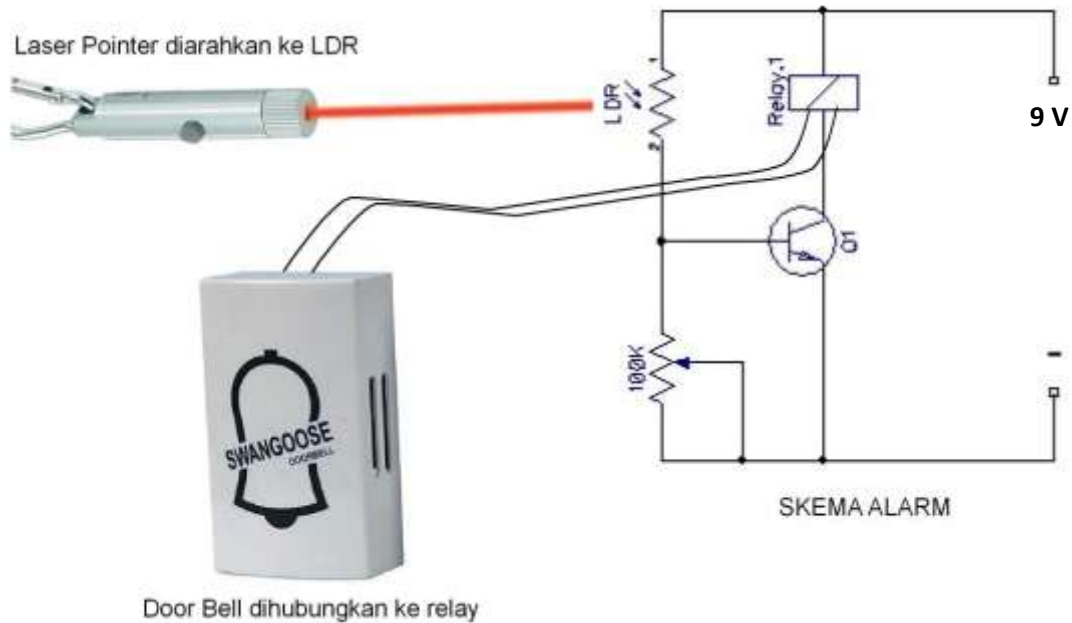 Laser Pointer diarahkan ke LDR
1
LDR
2
Relay.1
9 V
Q1
100K
-
SWANGOOSE
DOORBELL
SKEMA ALARM
Door Bell dihubungkan ke relay